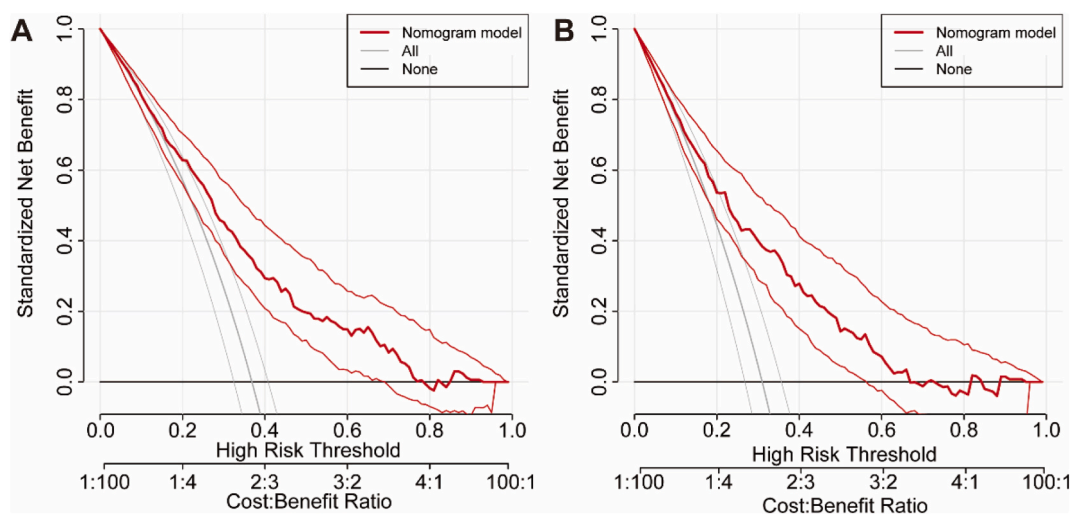 A
Nomogram model
All
None
Standardized Net Benefit
1.0
0.8
0.6
0.4
0.2
0.0
0.0 0.2 0.4 0.6 0.8 1.0
High Risk Threshold
1:100 1:4 2:3 3:2 4:1 100:1
Cost:Benefit Ratio
B
Nomogram model
All
None
Standardized Net Benefit
1.0
0.8
0.6
0.4
0.2
0.0
0.0 0.2 0.4 0.6 0.8 1.0
High Risk Threshold
1:100 1:4 2:3 3:2 4:1 100:1
Cost:Benefit Ratio